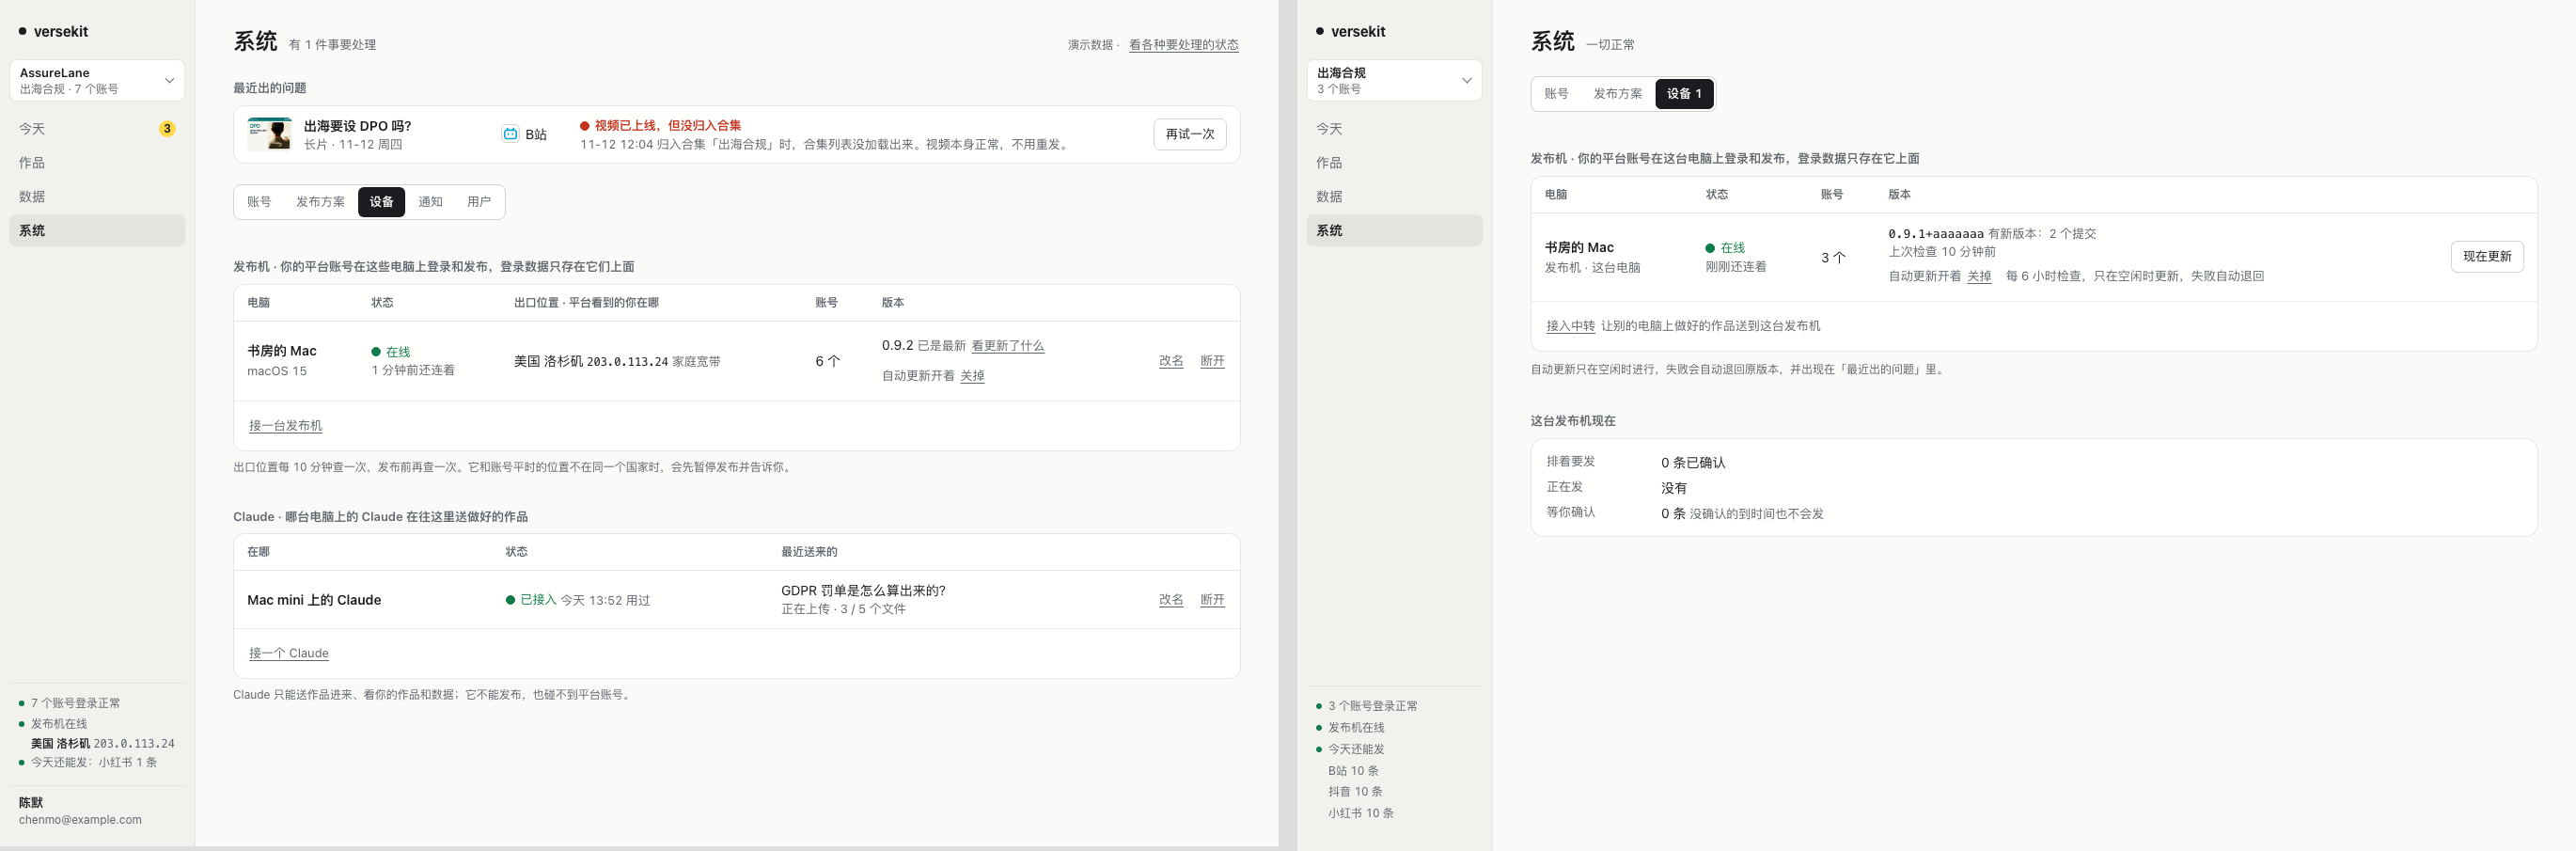 versekit
AssureLane
出海合规 · 7 个账号
今天
3
作品
数据
系统
7 个账号登录正常
发布机在线
美国 洛杉矶 203.0.113.24
今天还能发：小红书 1 条
陈默
chenmo@example.com
系统 有 1 件事要处理
演示数据 · 看各种要处理的状态
最近出的问题
出海要设 DPO 吗？
长片 · 11-12 周四
B站
视频已上线，但没归入合集
11-12 12:04 归入合集「出海合规」时，合集列表没加载出来。视频本身正常，不用重发。
再试一次
账号 发布方案 设备 通知 用户
发布机 · 你的平台账号在这些电脑上登录和发布，登录数据只存在它们上面
电脑 状态 出口位置 · 平台看到的你在哪 账号 版本
书房的 Mac
macOS 15
在线
1 分钟前还连着
美国 洛杉矶 203.0.113.24 家庭宽带
6 个
0.9.2 已是最新 看更新了什么
自动更新开着 关掉
改名 断开
接一台发布机
出口位置每 10 分钟查一次，发布前再查一次。它和账号平时的位置不在同一个国家时，会先暂停发布并告诉你。
Claude · 哪台电脑上的 Claude 在往这里送做好的作品
在哪 状态 最近送来的
Mac mini 上的 Claude
已接入 今天 13:52 用过
GDPR 罚单是怎么算出来的？
正在上传 · 3 / 5 个文件
改名 断开
接一个 Claude
Claude 只能送作品进来、看你的作品和数据；它不能发布，也碰不到平台账号。
versekit
出海合规
3 个账号
今天
作品
数据
系统
3 个账号登录正常
发布机在线
今天还能发
B站 10 条
抖音 10 条
小红书 10 条
系统 一切正常
账号 发布方案 设备 1
发布机 · 你的平台账号在这台电脑上登录和发布，登录数据只存在它上面
电脑 状态 账号 版本
书房的 Mac
发布机 · 这台电脑
在线
刚刚还连着
3 个
0.9.1+aaaaaaa 有新版本：2 个提交
上次检查 10 分钟前
自动更新开着 关掉 每 6 小时检查，只在空闲时更新，失败自动退回
现在更新
接入中转 让别的电脑上做好的作品送到这台发布机
自动更新只在空闲时进行，失败会自动退回原版本，并出现在「最近出的问题」里。
这台发布机现在
排着要发 0 条已确认
正在发 没有
等你确认 0 条 没确认的到时间也不会发